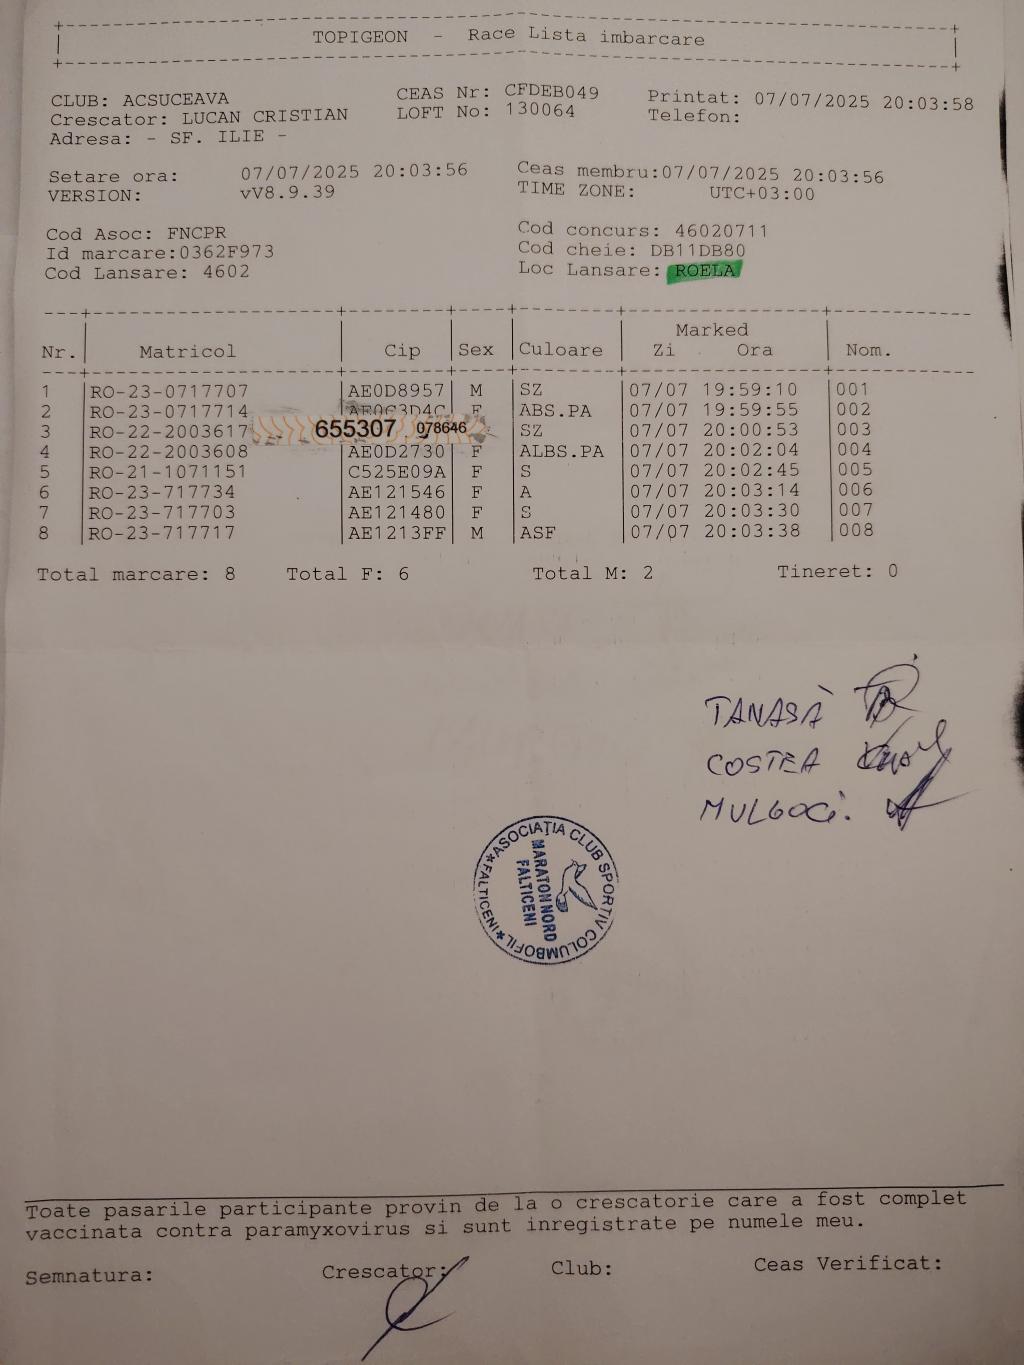 TOPIGEON - Race Lista imbarcare
CLUB: ACSUCEAVA
CEAS Nr: CFDEB049
Printat: 07/07/2025 20:03:58
Crescator: LUCAN CRISTIAN
LOFT No: 130064
Telefon:
Adresa: - SF. ILIE -
Setare ora: 07/07/2025 20:03:56
Ceas membru:07/07/2025 20:03:56
VERSION: vV8.9.39
TIME ZONE: UTC+03:00
Cod Asoc: FNCPR
Cod concurs: 46020711
Id marcare:0362F973
Cod cheie: DB11DB80
Cod Lansare: 4602
Loc Lansare: ROELA
Marked
Nr. Matricol Cip Sex Culoare Zi Ora Nom.
1 RO-23-0717707 AE0D8957 M SZ 07/07 19:59:10 001
2 RO-23-0717714 AE0C3D4C F ABS.PA 07/07 19:59:55 002
3 RO-22-2003617 655307 078646 SZ 07/07 20:00:53 003
4 RO-22-2003608 AE0D2730 F ALBS.PA 07/07 20:02:04 004
5 RO-21-1071151 C525E09A F S 07/07 20:02:45 005
6 RO-23-717734 AE121546 F A 07/07 20:03:14 006
7 RO-23-717703 AE121480 F S 07/07 20:03:30 007
8 RO-23-717717 AE1213FF M ASF 07/07 20:03:38 008
Total marcare: 8 Total F: 6 Total M: 2 Tineret: 0
TANASĂ
COSTEA
MULGOCI.
ASOCIAȚIA CLUB SPORTIV COLUMBOFIL
*FALTICENI*
MARATON NORD
FALTICENI
Toate pasarile participante provin de la o crescatorie care a fost complet
vaccinata contra paramyxovirus si sunt inregistrate pe numele meu.
Semnatura: Crescator: Club: Ceas Verificat: